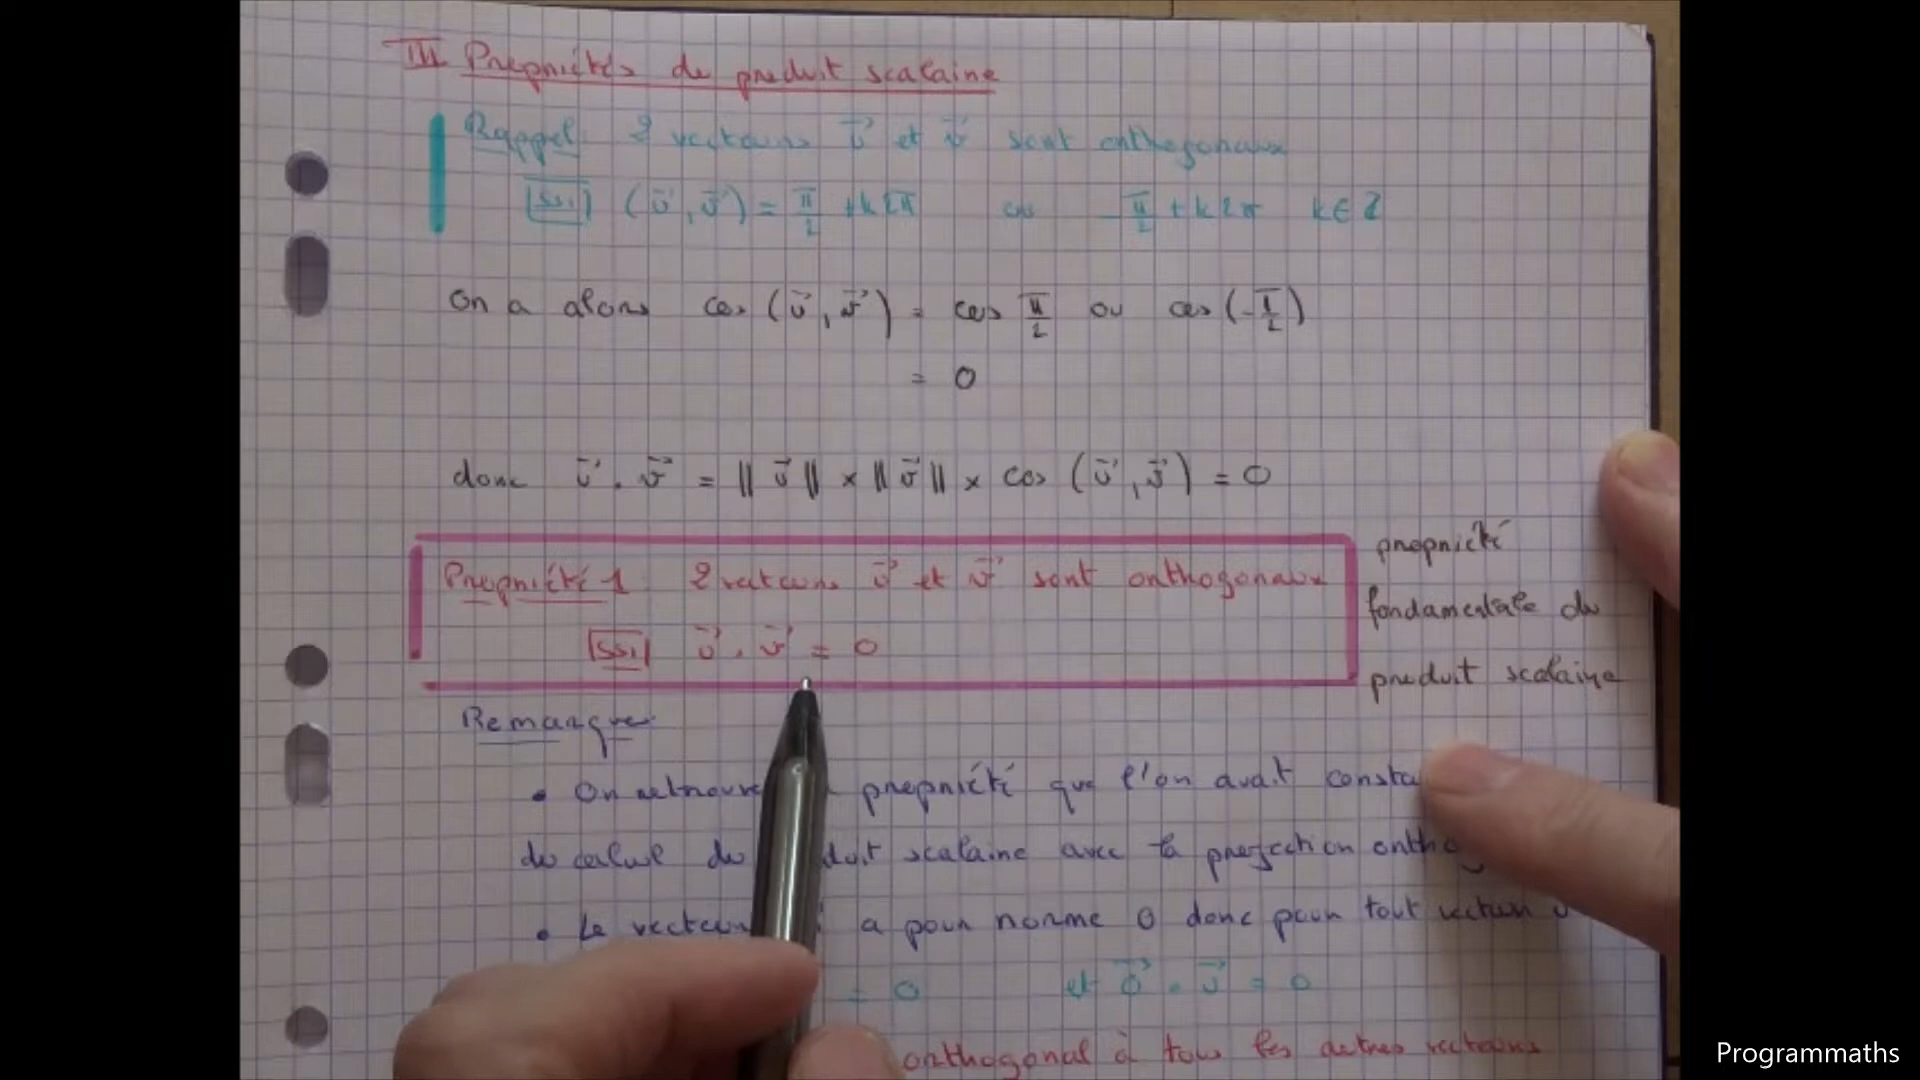 III Propriétés du produit scalaire
Rappel: 2 vecteurs u⃗ et v⃗ sont orthogonaux
SSI (u⃗, v⃗) = π/2 + k2π ou -π/2 + k2π k∈Z
On a alors cos (u⃗, v⃗) = cos π/2 ou cos (-π/2)
= 0
donc u⃗ . v⃗ = ||u⃗|| × ||v⃗|| × cos (u⃗, v⃗) = 0
Propriété 1 2 vecteurs u⃗ et v⃗ sont orthogonaux
SSI u⃗ . v⃗ = 0
propriété
fondamentale du
produit scalaire
Remarque
• On retrouve propriété que l'on avait
du calcul du scalaire avec la projection
• Le vecteur a pour norme 0 donc pour tout vecteur
= 0 et 0⃗ . u⃗ = 0
orthogonal à tous les autres vecteurs
Programmaths